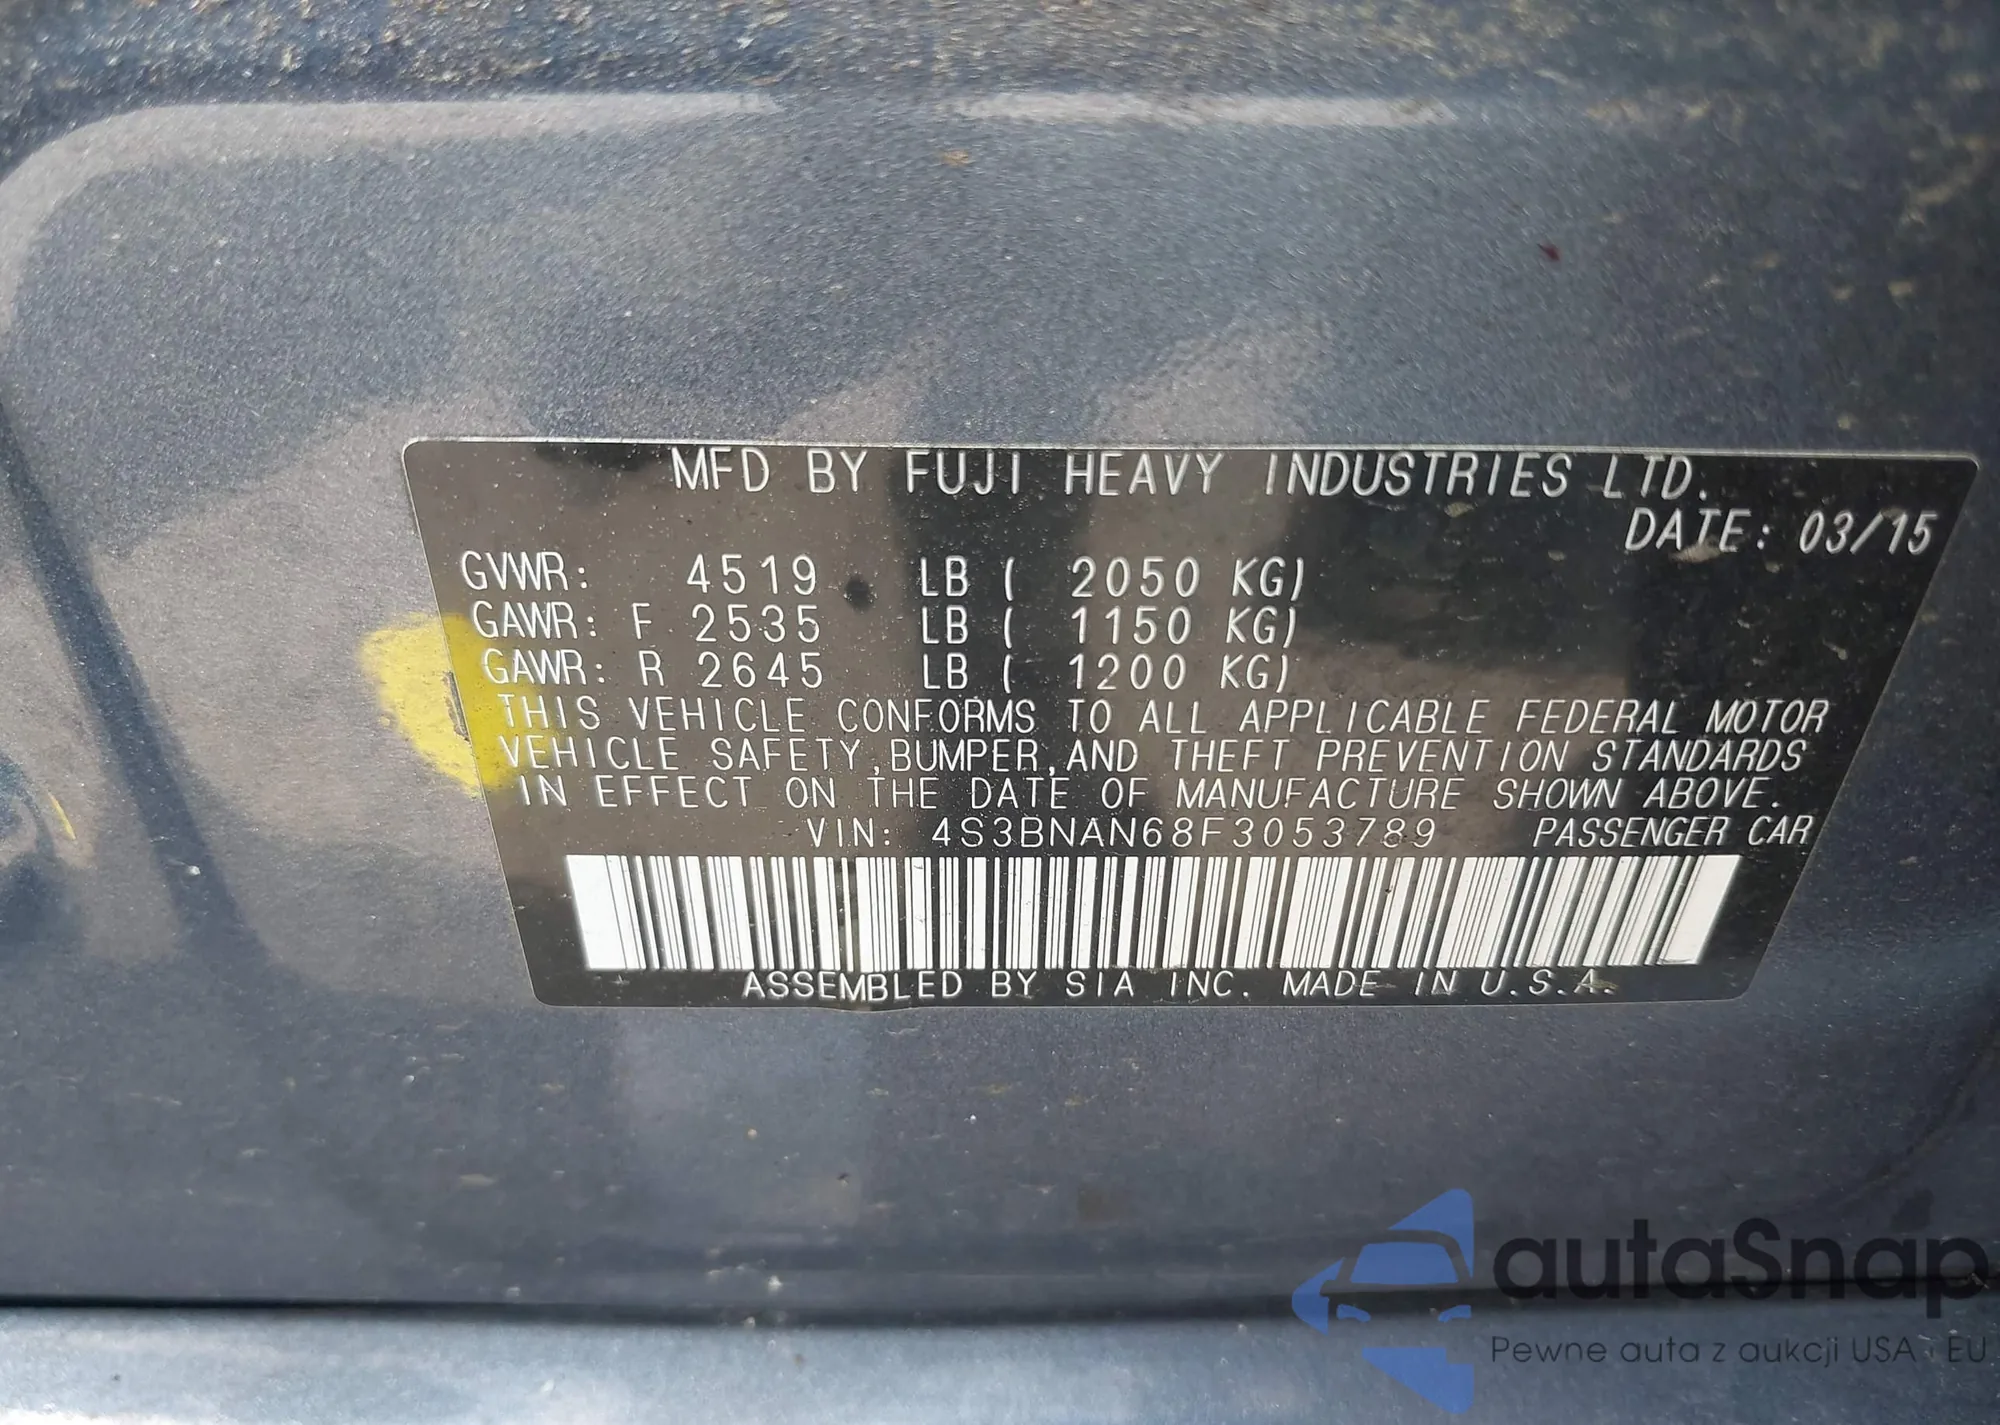 MFD BY FUJI HEAVY INDUSTRIES LTD.
DATE: 03/15
GVWR: 4519 LB ( 2050 KG)
GAWR: F 2535 LB ( 1150 KG)
GAWR: R 2645 LB ( 1200 KG)
THIS VEHICLE CONFORMS TO ALL APPLICABLE FEDERAL MOTOR
VEHICLE SAFETY,BUMPER,AND THEFT PREVENTION STANDARDS
IN EFFECT ON THE DATE OF MANUFACTURE SHOWN ABOVE.
VIN: 4S3BNAN68F3053789 PASSENGER CAR
ASSEMBLED BY SIA INC. MADE IN U.S.A.
autaSnap
Pewne auta z aukcji USA i EU